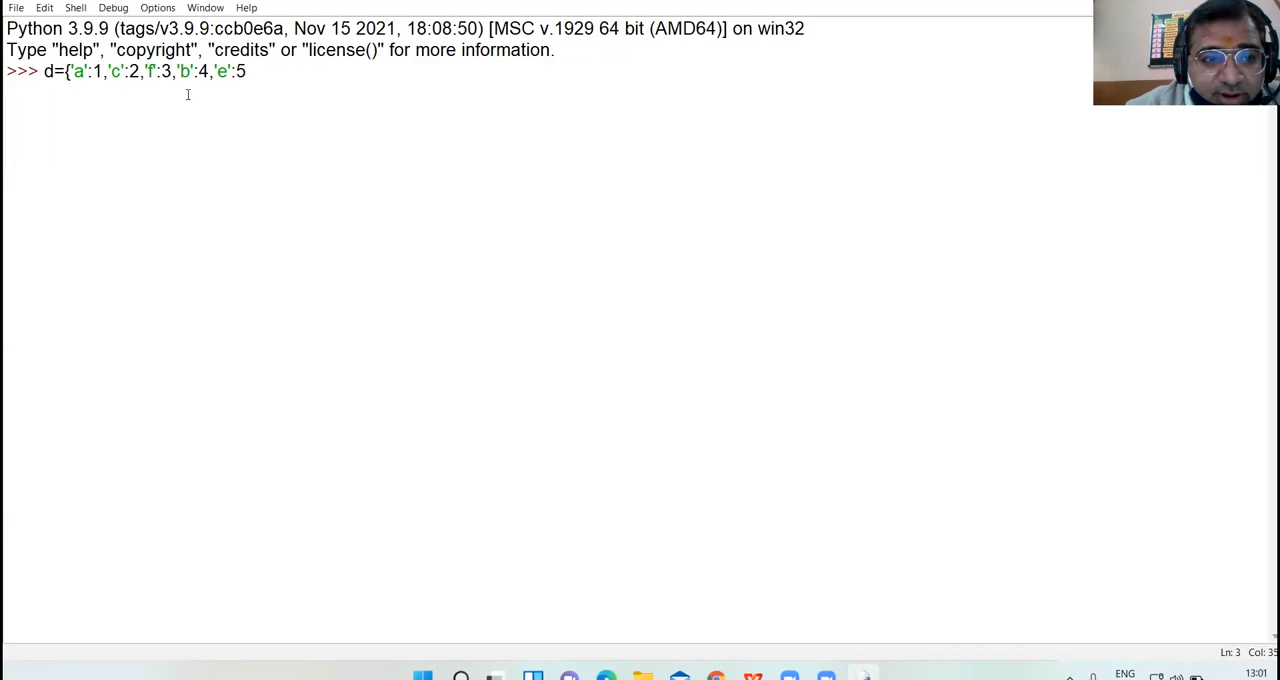 File Edit Shell Debug Options Window Help
Python 3.9.9 (tags/v3.9.9:ccb0e6a, Nov 15 2021, 18:08:50) [MSC v.1929 64 bit (AMD64)] on win32
Type "help", "copyright", "credits" or "license()" for more information.
>>> d={'a':1,'c':2,'f':3,'b':4,'e':5
Ln: 3 Col: 35
ENG 13:01